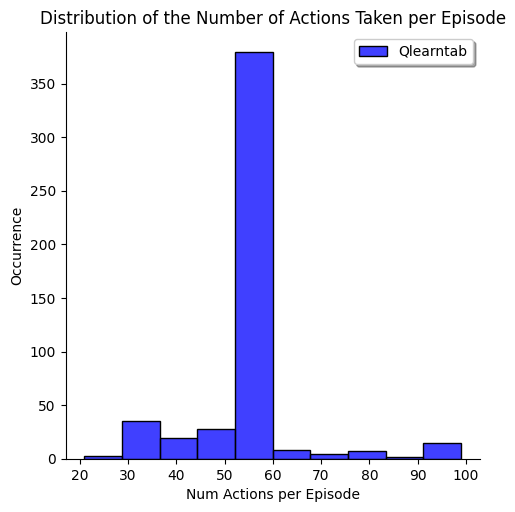 Distribution of the Number of Actions Taken per Episode
Qlearntab
350
300
250
200
150
100
50
0
Occurrence
20 30 40 50 60 70 80 90 100
Num Actions per Episode